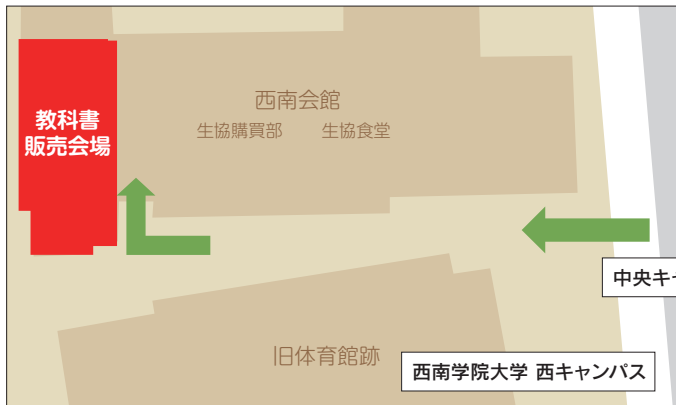 教科書
販売会場
西南会館
生協購買部　　生協食堂
中央キ
旧体育館跡
西南学院大学 西キャンパス